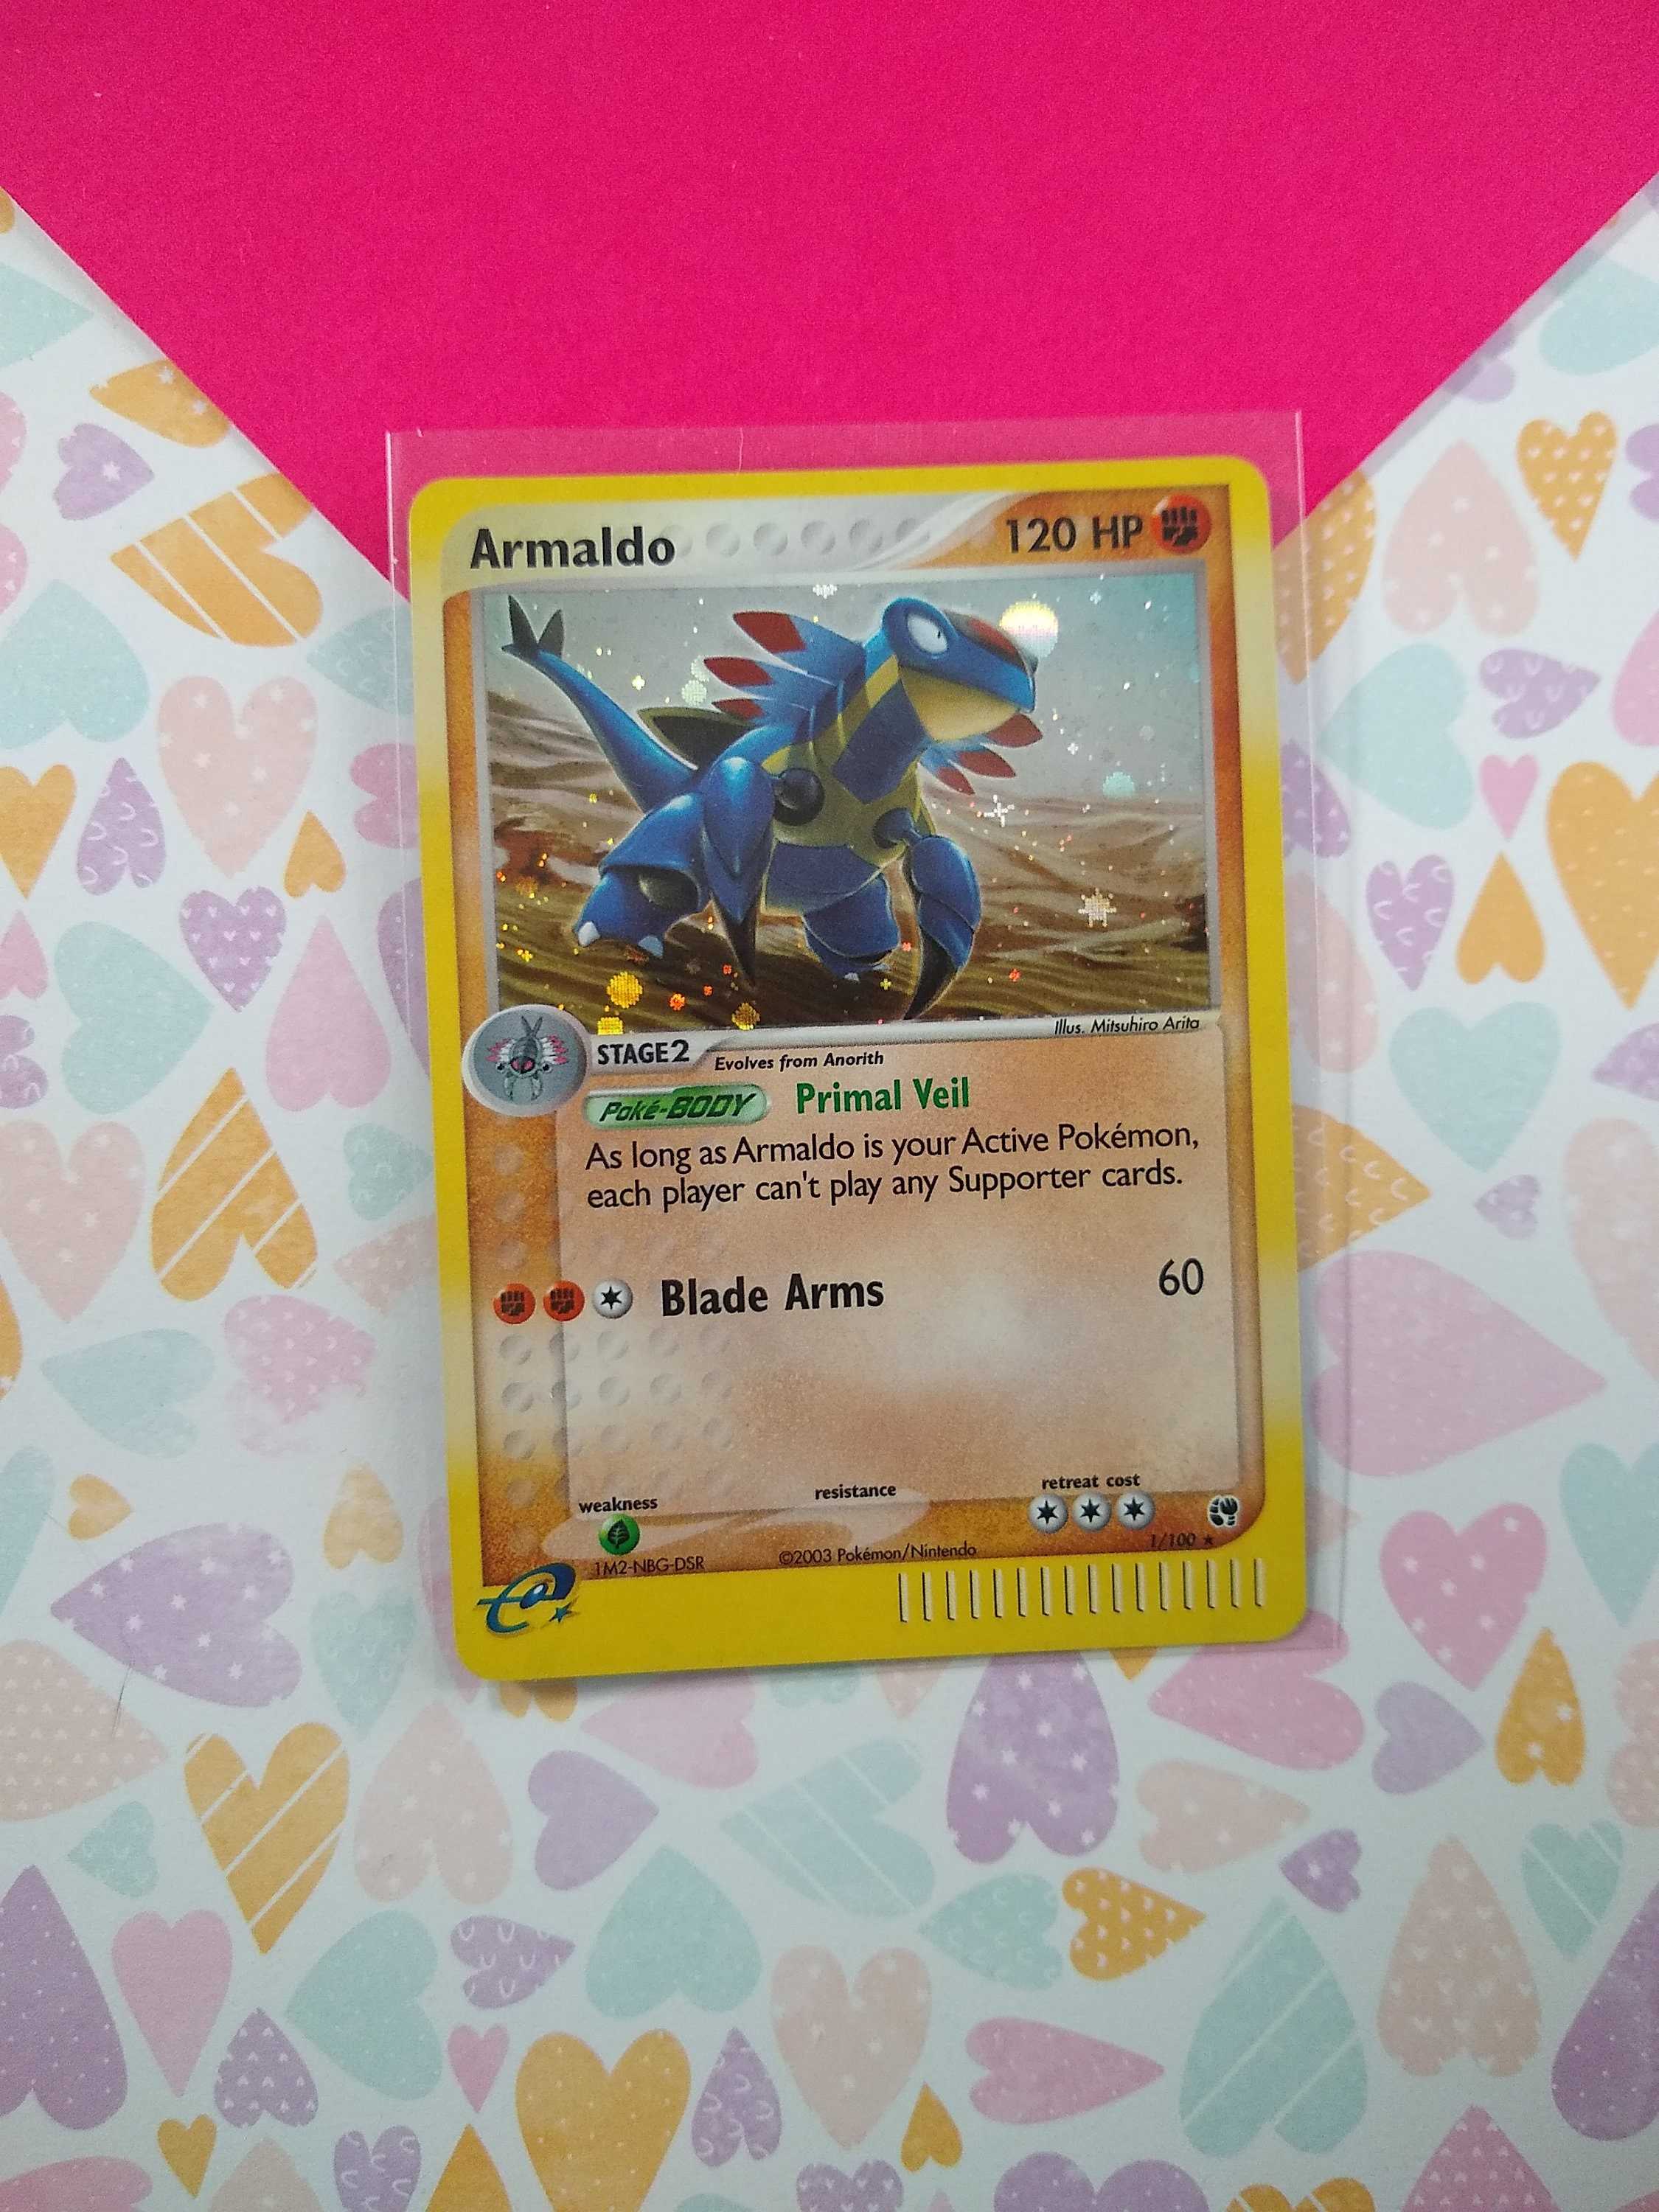 Armaldo 120 HP
Illus. Mitsuhiro Arita
STAGE2 Evolves from Anorith
Poké-BODY Primal Veil
As long as Armaldo is your Active Pokémon,
each player can't play any Supporter cards.
Blade Arms 60
weakness resistance retreat cost
1M2-NBG-DSR ©2003 Pokémon/Nintendo 1/100 ★
e